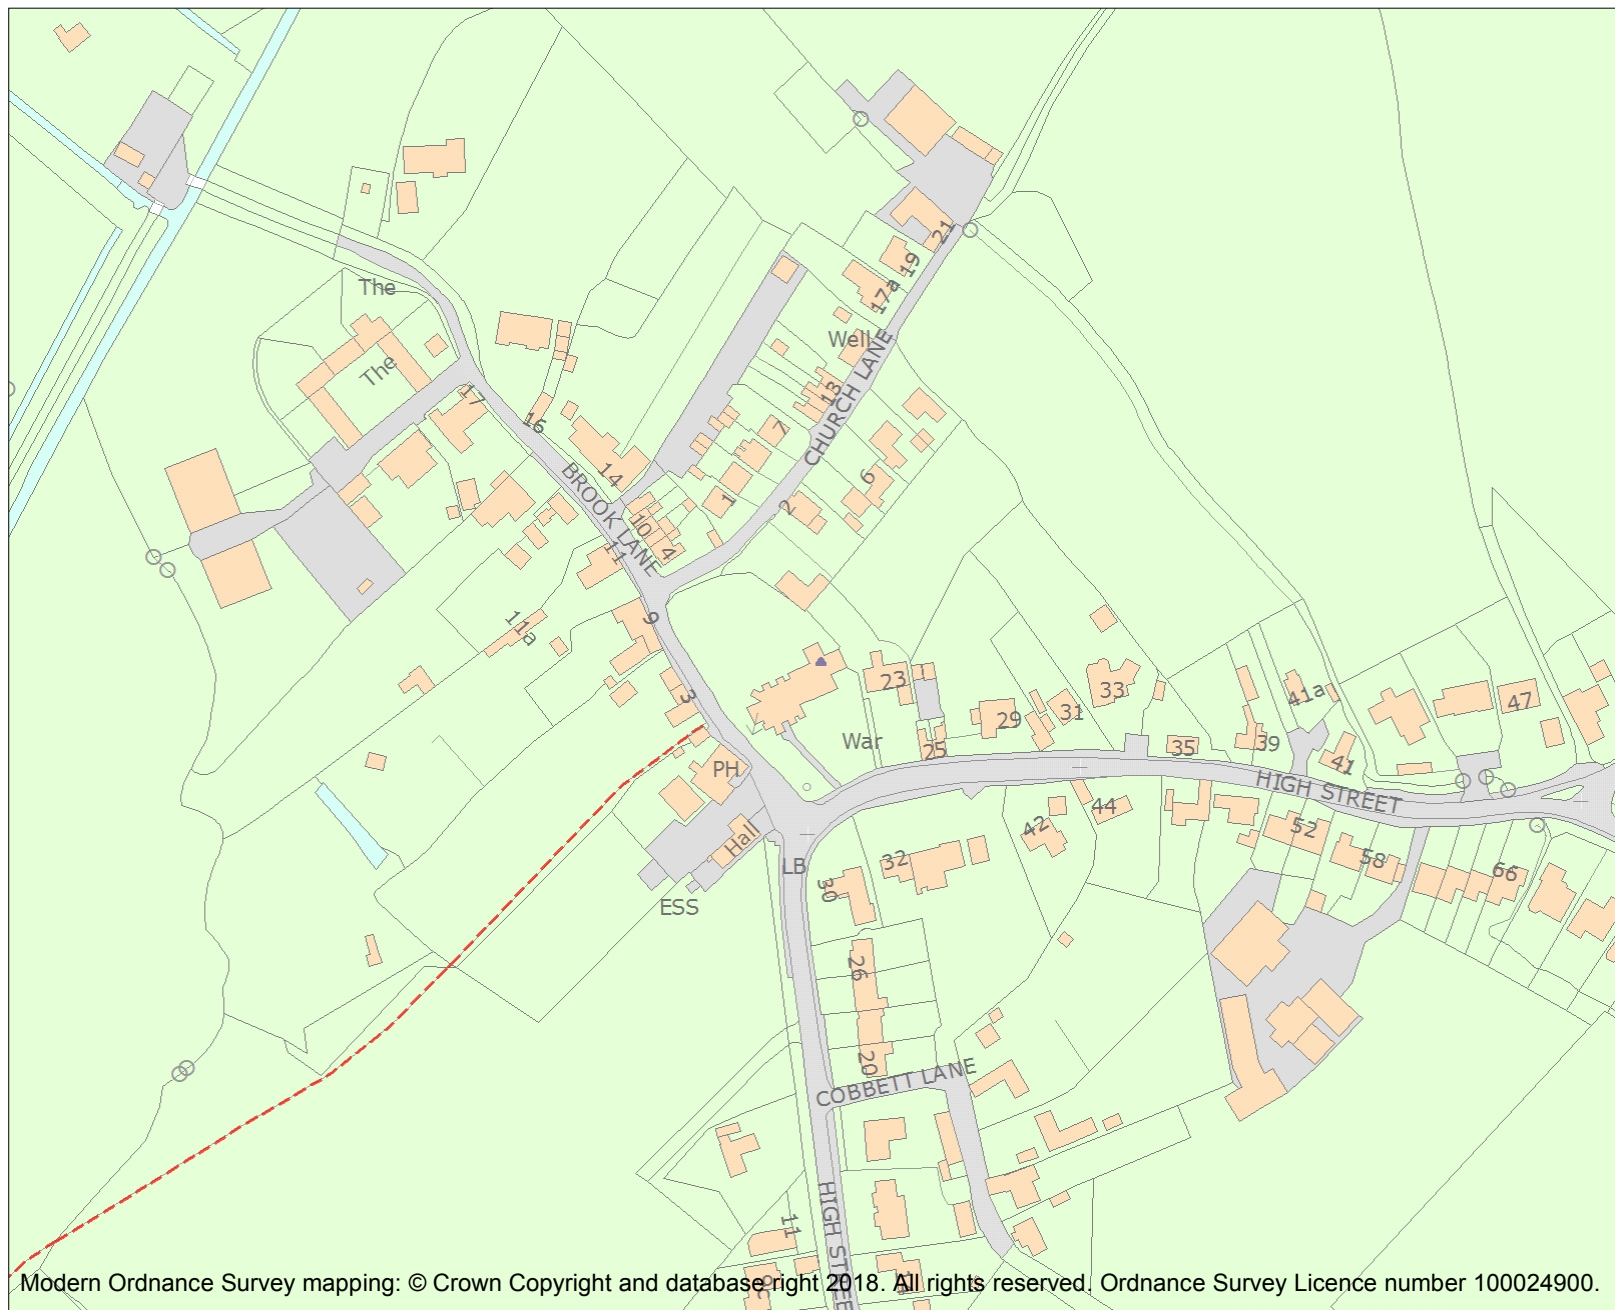 The
The
21
19
17a
Well
13
CHURCH LANE
17
16
7
14
BROOK LANE
6
1
2
10
4
11
9
11a
3
23
33
41a
47
29
31
War
25
35
39
41
PH
HIGH STREET
Hall
44
42
52
LB
32
58
66
30
ESS
26
20
COBBETT LANE
11
HIGH STREE
Modern Ordnance Survey mapping: © Crown Copyright and database right 2018. All rights reserved. Ordnance Survey Licence number 100024900.